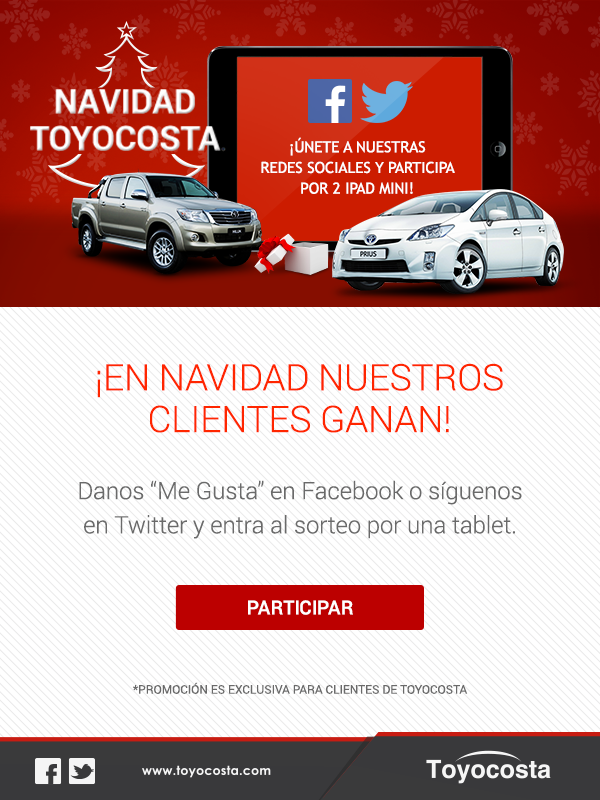 NAVIDAD
TOYOCOSTA
¡ÚNETE A NUESTRAS
REDES SOCIALES Y PARTICIPA
POR 2 IPAD MINI!
HILUX
PRIUS
¡EN NAVIDAD NUESTROS
CLIENTES GANAN!
Danos “Me Gusta” en Facebook o síguenos
en Twitter y entra al sorteo por una tablet.
PARTICIPAR
*PROMOCIÓN ES EXCLUSIVA PARA CLIENTES DE TOYOCOSTA
www.toyocosta.com
Toyocosta